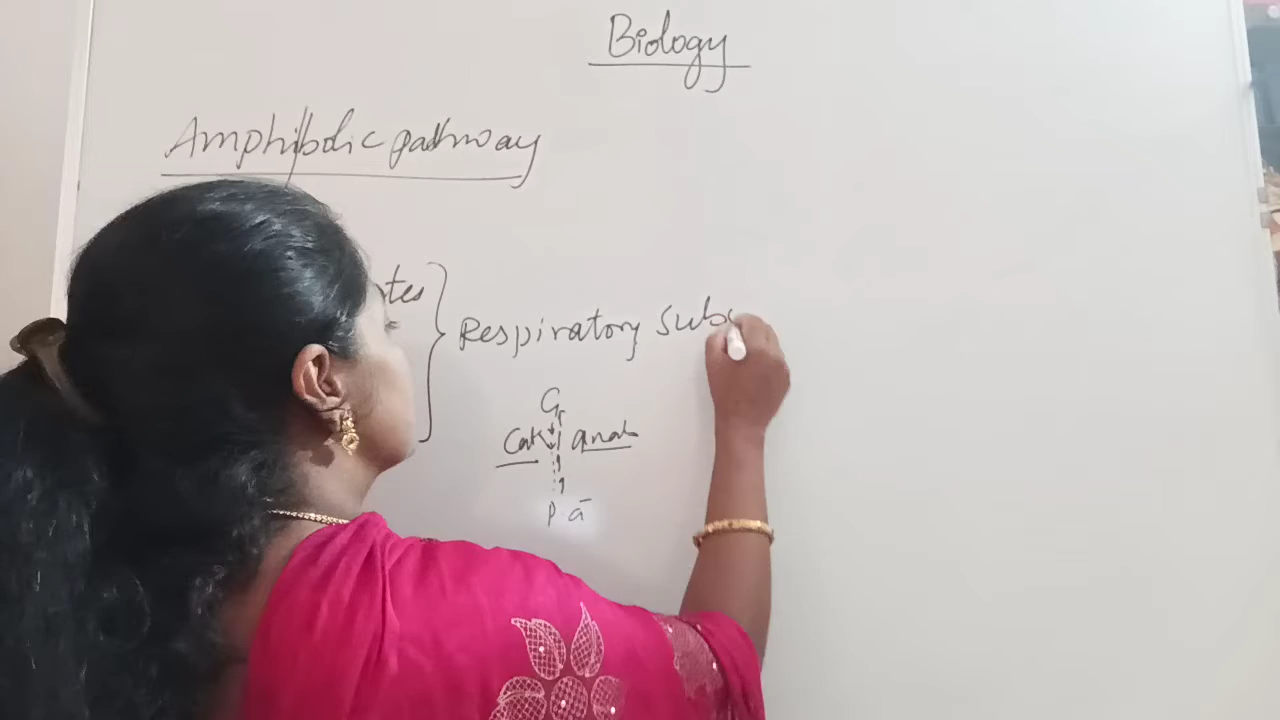 Biology
Amphibolic pathway
Respiratory Sub
G
Cat anab
p.a